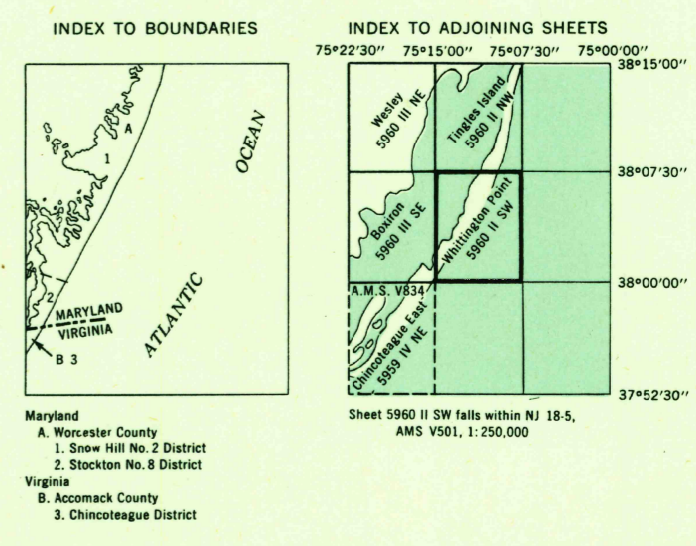 INDEX TO BOUNDARIES
A
1
OCEAN
2
MARYLAND
VIRGINIA
ATLANTIC
B 3
Maryland
A. Worcester County
1. Snow Hill No. 2 District
2. Stockton No. 8 District
Virginia
B. Accomack County
3. Chincoteague District
INDEX TO ADJOINING SHEETS
75°22'30" 75°15'00" 75°07'30" 75°00'00"
38°15'00"
Wesley
5960 III NE
Tingles Island
5960 II NW
38°07'30"
Boxiron
5960 III SE
Whittington Point
5960 II SW
38°00'00"
A.M.S. V834
Chincoteague East
5959 IV NE
37°52'30"
Sheet 5960 II SW falls within NJ 18-5,
AMS V501, 1:250,000